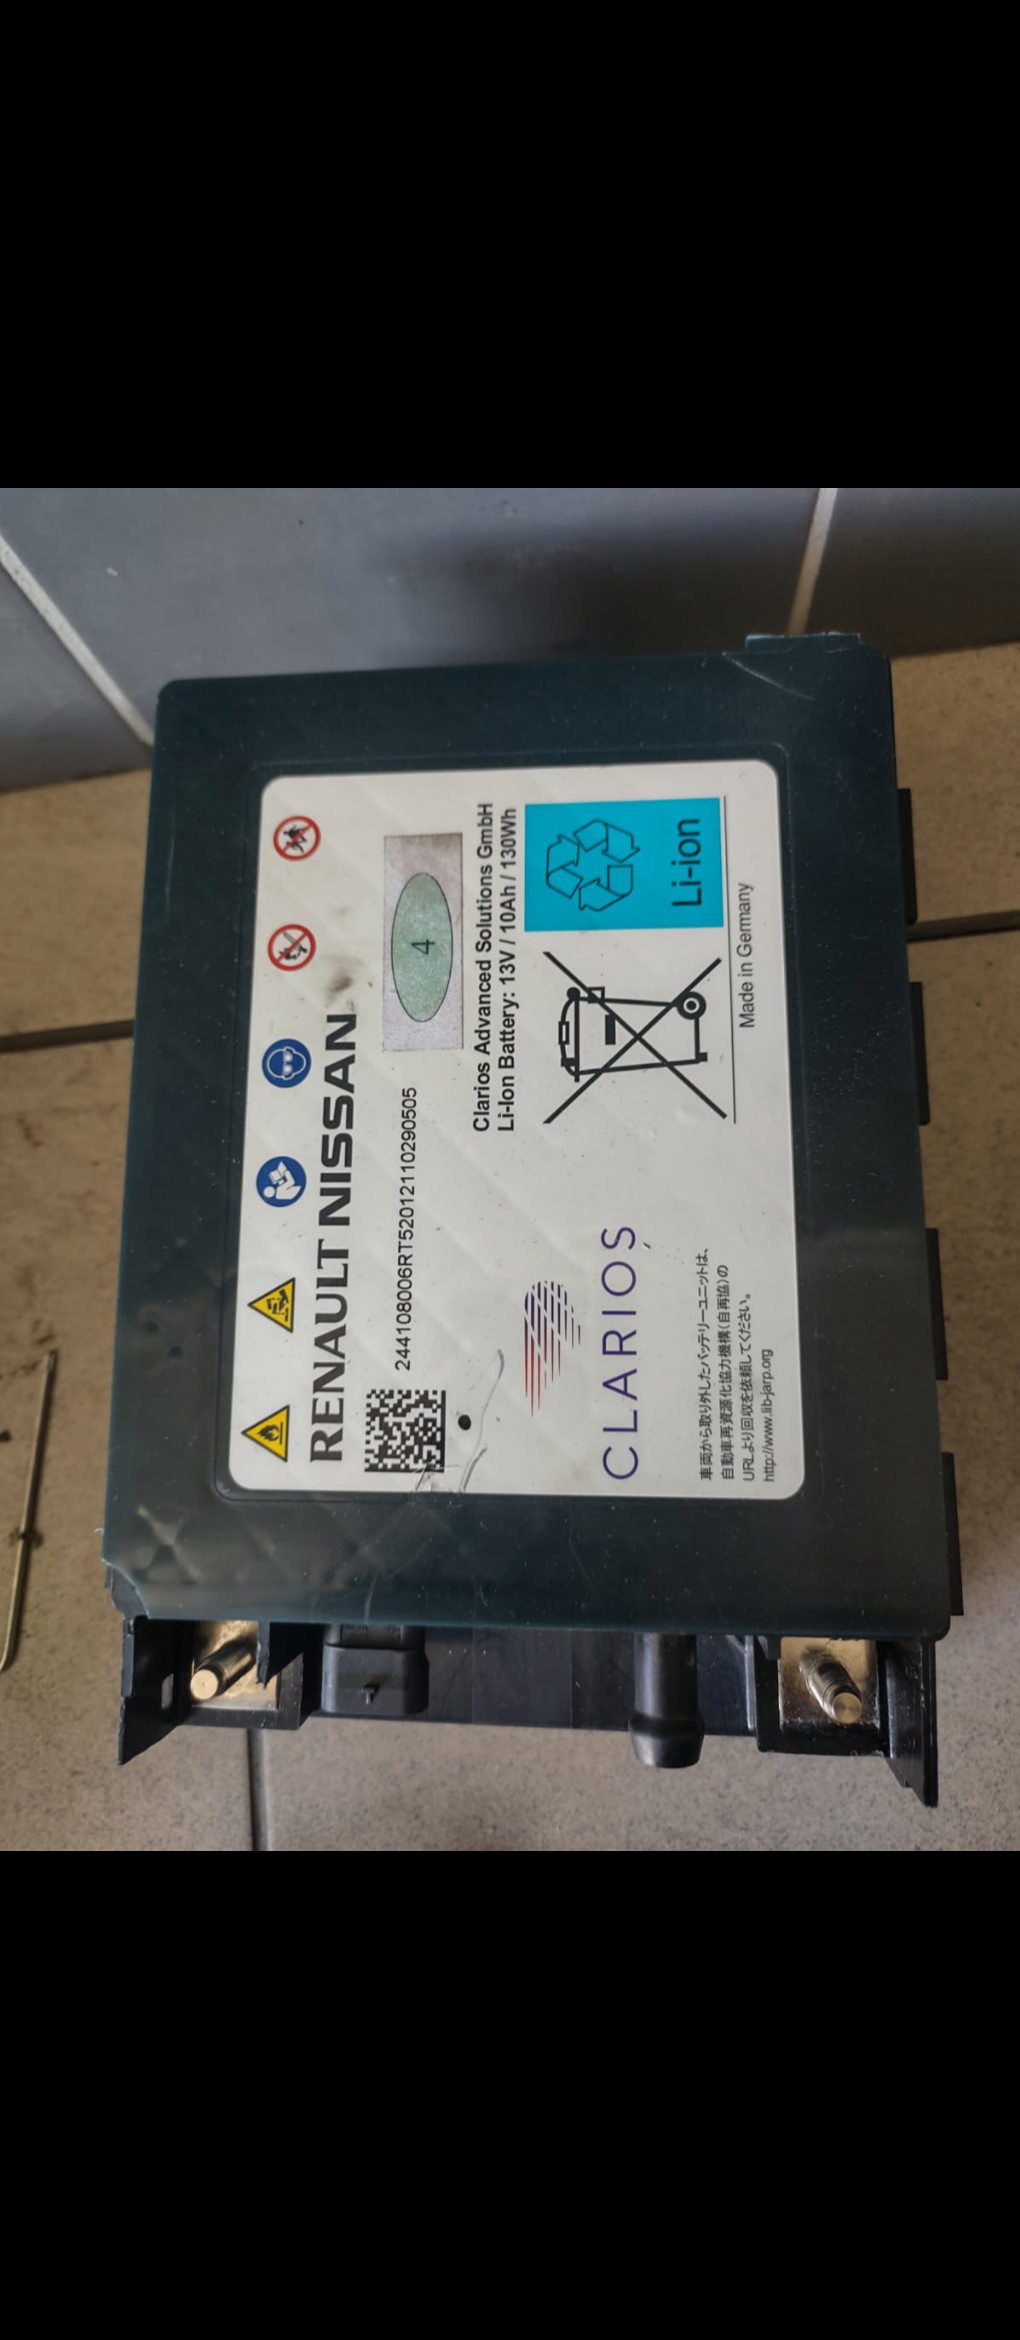 RENAULT NISSAN
244108006RT52012110290505
4
Clarios Advanced Solutions GmbH
Li-Ion Battery: 13V / 10Ah / 130Wh
CLARIOS
Li-ion
車両から取り外したバッテリーユニットは、
自動車再資源化協力機構(自再協)の
URLより回収を依頼してください。
http://www.lib-jarp.org
Made in Germany